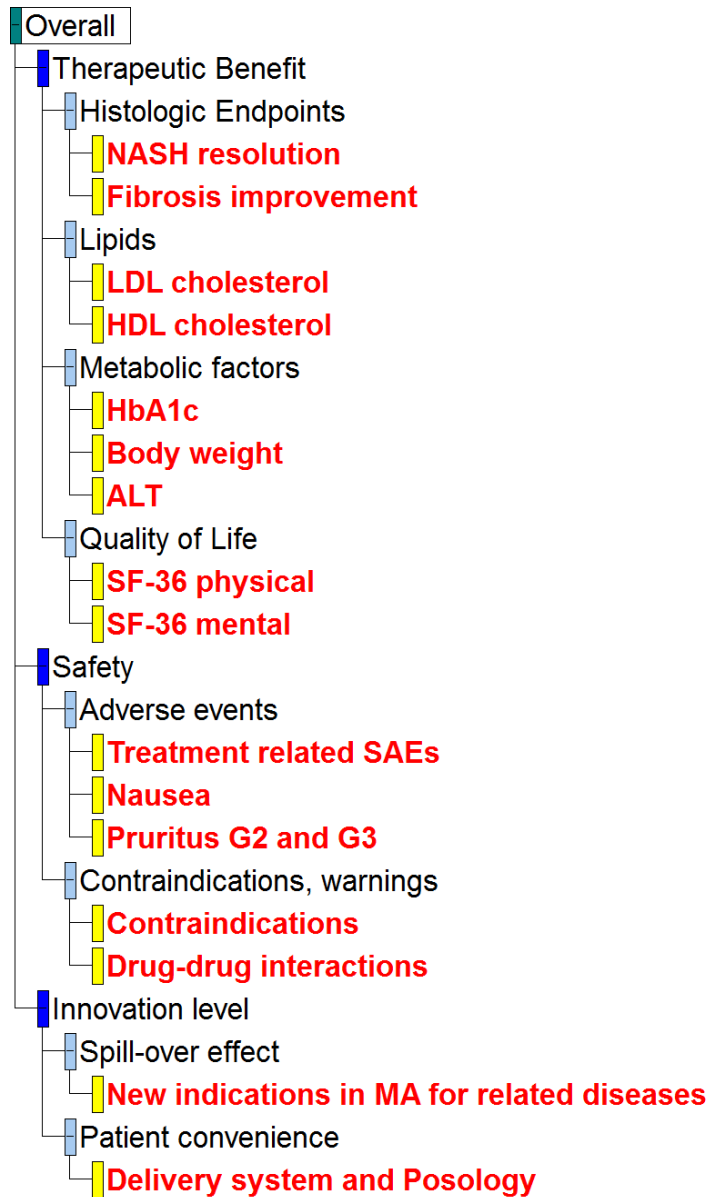 Overall
Therapeutic Benefit
Histologic Endpoints
NASH resolution
Fibrosis improvement
Lipids
LDL cholesterol
HDL cholesterol
Metabolic factors
HbA1c
Body weight
ALT
Quality of Life
SF-36 physical
SF-36 mental
Safety
Adverse events
Treatment related SAEs
Nausea
Pruritus G2 and G3
Contraindications, warnings
Contraindications
Drug-drug interactions
Innovation level
Spill-over effect
New indications in MA for related diseases
Patient convenience
Delivery system and Posology